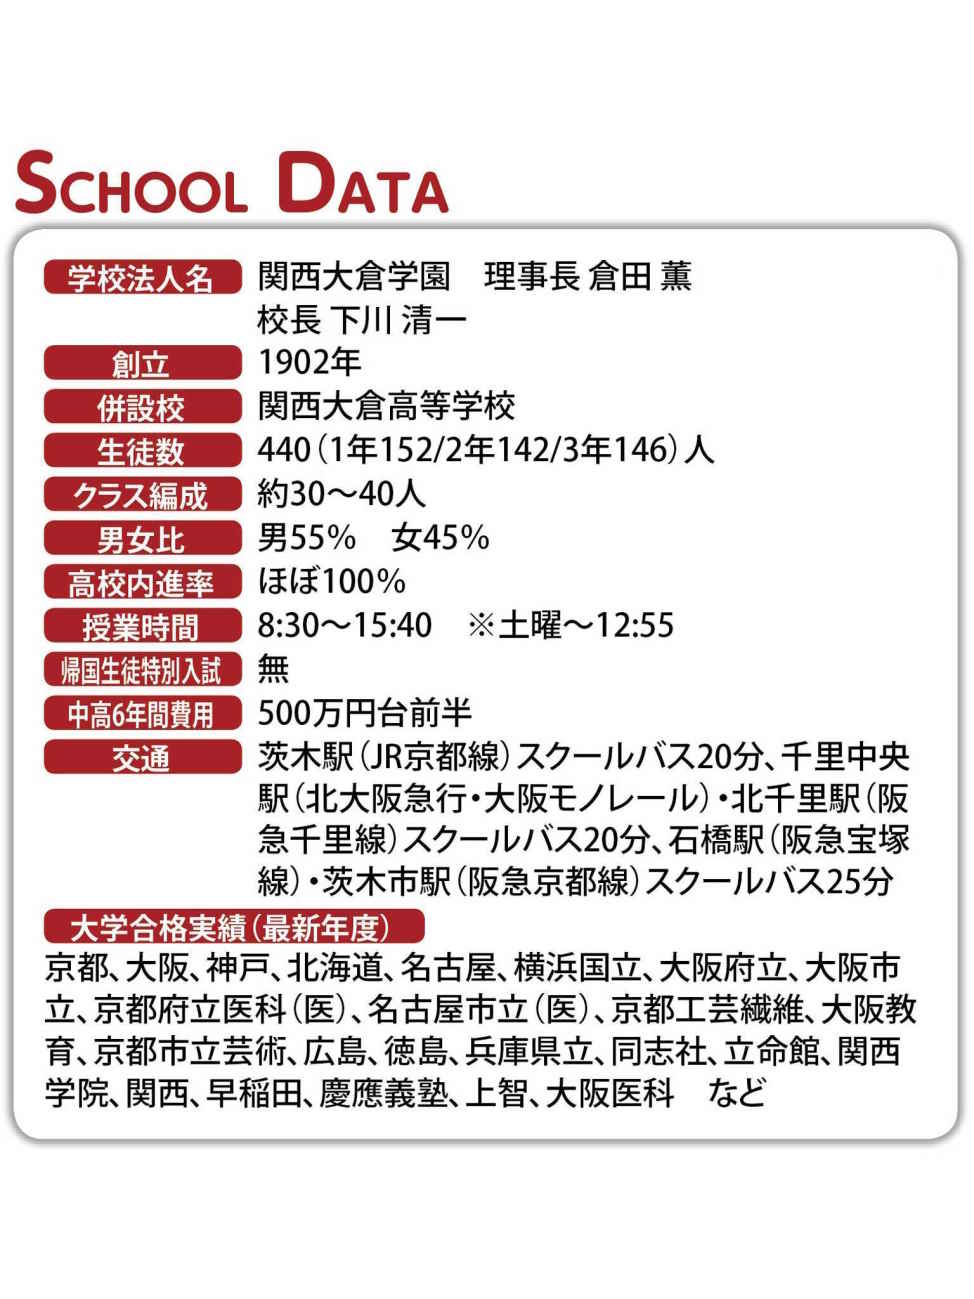 SCHOOL DATA
学校法人名 関西大倉学園　理事長 倉田 薫
校長 下川 清一
創立 1902年
併設校 関西大倉高等学校
生徒数 440（1年152/2年142/3年146）人
クラス編成 約30〜40人
男女比 男55%　女45%
高校内進率 ほぼ100%
授業時間 8:30〜15:40　※土曜〜12:55
帰国生徒特別入試 無
中高6年間費用 500万円台前半
交通 茨木駅（JR京都線）スクールバス20分、千里中央
駅（北大阪急行・大阪モノレール）・北千里駅（阪
急千里線）スクールバス20分、石橋駅（阪急宝塚
線）・茨木市駅（阪急京都線）スクールバス25分
大学合格実績（最新年度）
京都、大阪、神戸、北海道、名古屋、横浜国立、大阪府立、大阪市
立、京都府立医科（医）、名古屋市立（医）、京都工芸繊維、大阪教
育、京都市立芸術、広島、徳島、兵庫県立、同志社、立命館、関西
学院、関西、早稲田、慶應義塾、上智、大阪医科　など